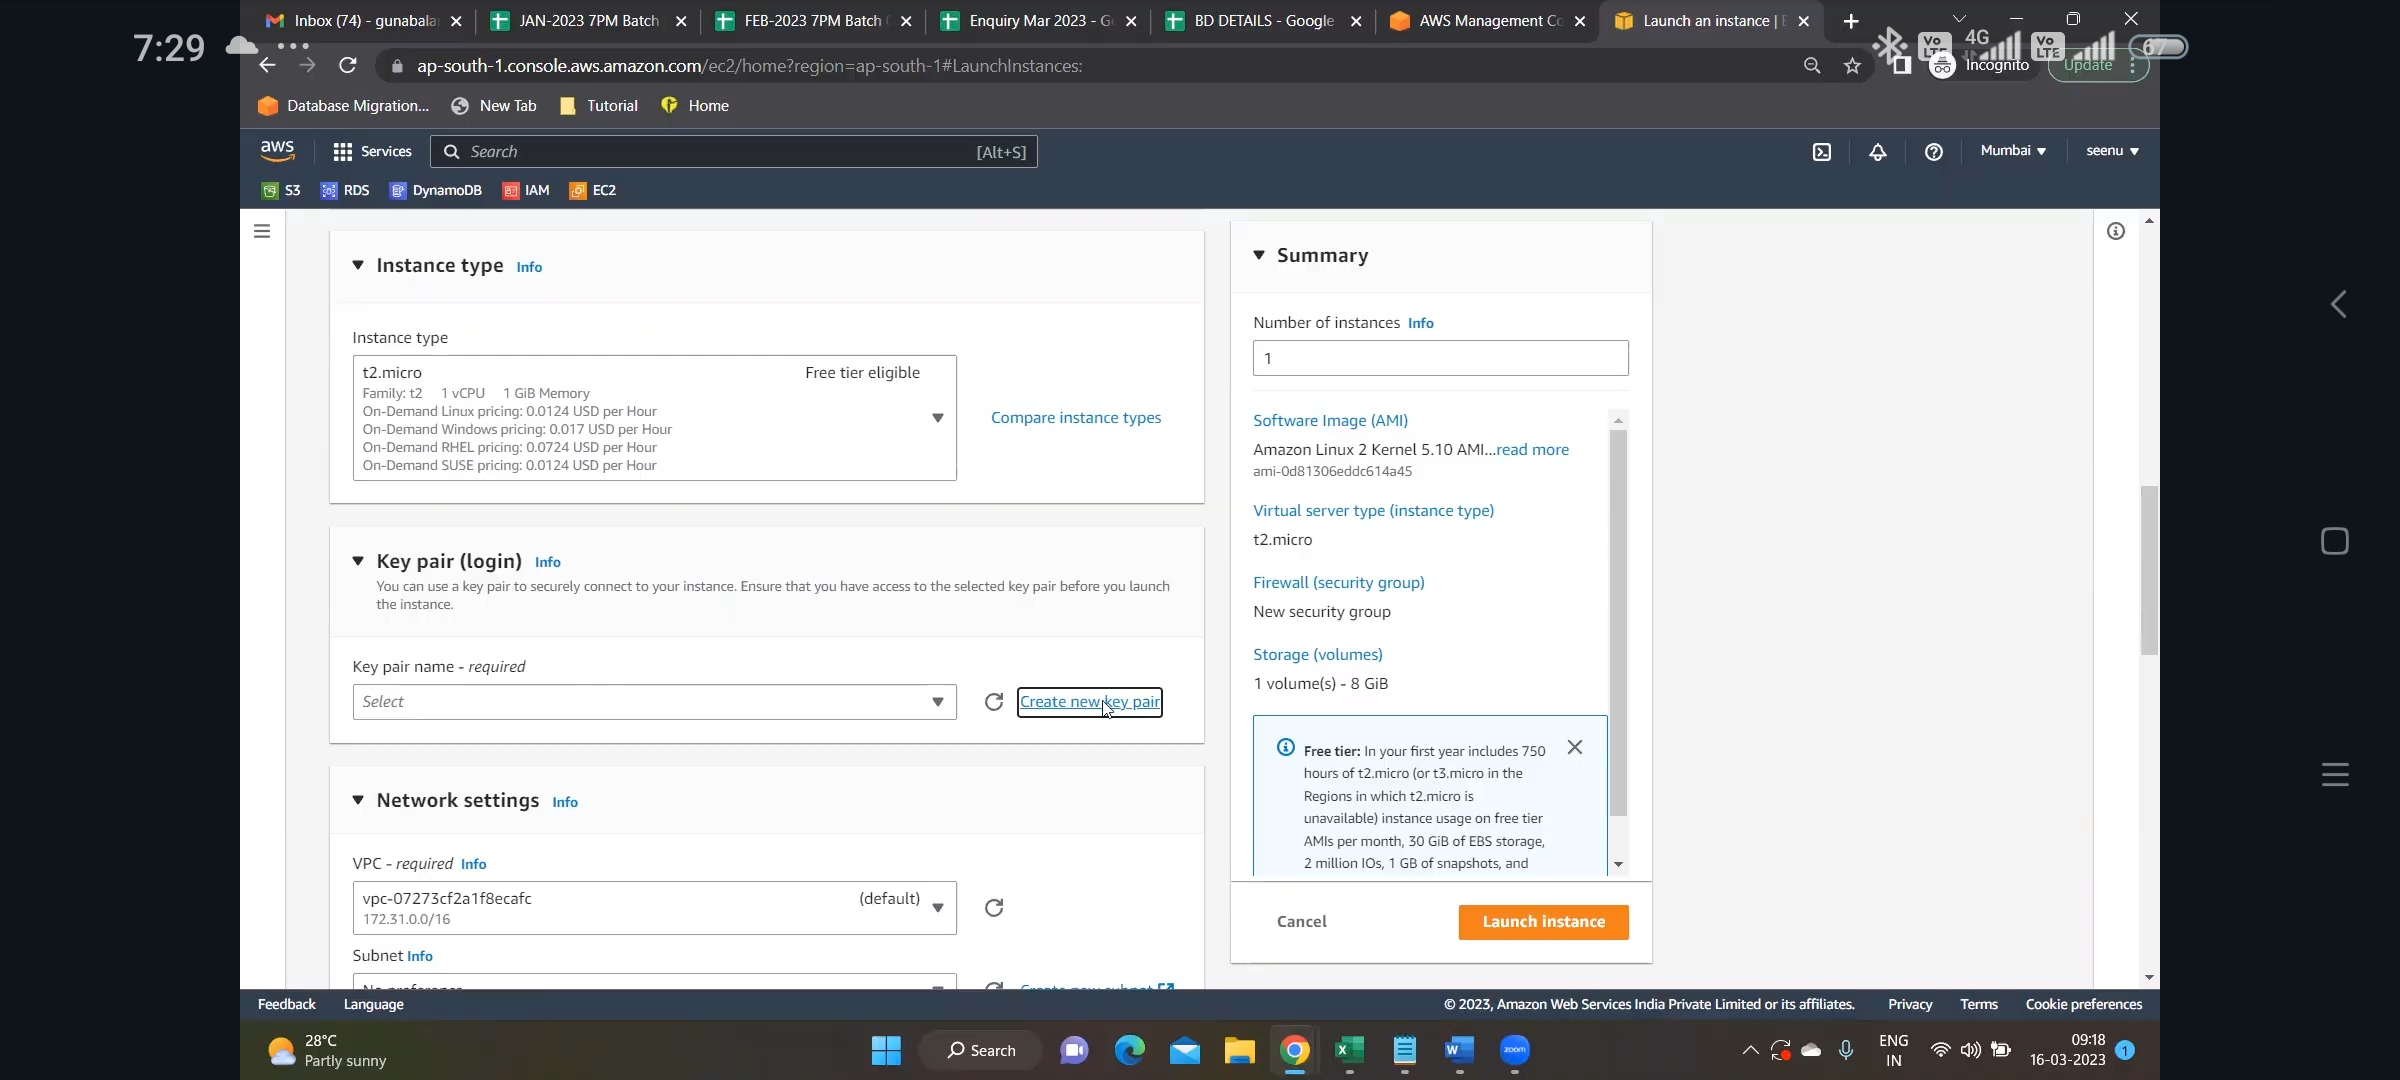 Inbox (74) - gunabala
JAN-2023 7PM Batch
FEB-2023 7PM Batch
Enquiry Mar 2023 - G
BD DETAILS - Google
AWS Management Co
Launch an instance | E
7:29
Vo LTE
4G
Vo LTE
67
ap-south-1.console.aws.amazon.com/ec2/home?region=ap-south-1#LaunchInstances:
Incognito
Update
Database Migration...
New Tab
Tutorial
Home
aws
Services
Search
[Alt+S]
Mumbai
seenu
S3
RDS
DynamoDB
IAM
EC2
Instance type Info
Instance type
t2.micro
Free tier eligible
Family: t2 1 vCPU 1 GiB Memory
On-Demand Linux pricing: 0.0124 USD per Hour
On-Demand Windows pricing: 0.017 USD per Hour
On-Demand RHEL pricing: 0.0724 USD per Hour
On-Demand SUSE pricing: 0.0124 USD per Hour
Compare instance types
Key pair (login) Info
You can use a key pair to securely connect to your instance. Ensure that you have access to the selected key pair before you launch
the instance.
Key pair name - required
Select
Create new key pair
Network settings Info
VPC - required Info
vpc-07273cf2a1f8ecafc
(default)
172.31.0.0/16
Subnet Info
No preference
Create new subnet
Summary
Number of instances Info
1
Software Image (AMI)
Amazon Linux 2 Kernel 5.10 AMI...read more
ami-0d81306eddc614a45
Virtual server type (instance type)
t2.micro
Firewall (security group)
New security group
Storage (volumes)
1 volume(s) - 8 GiB
Free tier: In your first year includes 750
hours of t2.micro (or t3.micro in the
Regions in which t2.micro is
unavailable) instance usage on free tier
AMIs per month, 30 GiB of EBS storage,
2 million IOs, 1 GB of snapshots, and
Cancel
Launch instance
Feedback
Language
© 2023, Amazon Web Services India Private Limited or its affiliates.
Privacy
Terms
Cookie preferences
28°C
Partly sunny
Search
zoom
ENG
IN
09:18
16-03-2023
1